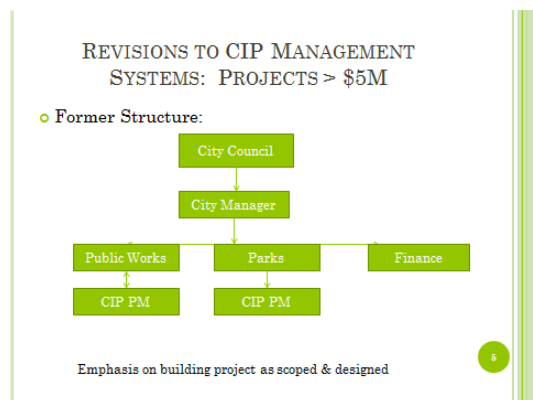 REVISIONS TO CIP MANAGEMENT
SYSTEMS: PROJECTS > $5M
Former Structure:
City Council
City Manager
Public Works Parks Finance
CIP PM CIP PM
Emphasis on building project as scoped & designed
5